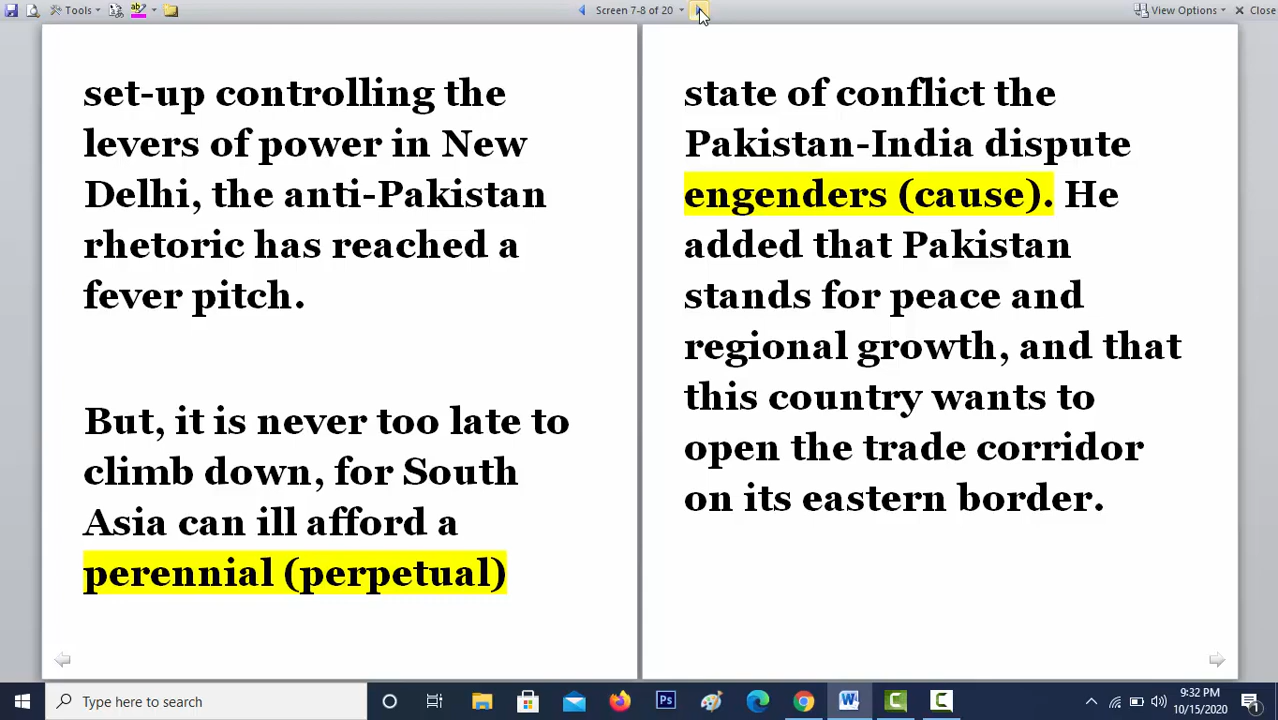 Tools
Screen 7-8 of 20
View Options
Close
set-up controlling the
levers of power in New
Delhi, the anti-Pakistan
rhetoric has reached a
fever pitch.
But, it is never too late to
climb down, for South
Asia can ill afford a
perennial (perpetual)
state of conflict the
Pakistan-India dispute
engenders (cause). He
added that Pakistan
stands for peace and
regional growth, and that
this country wants to
open the trade corridor
on its eastern border.
Type here to search
9:32 PM
10/15/2020